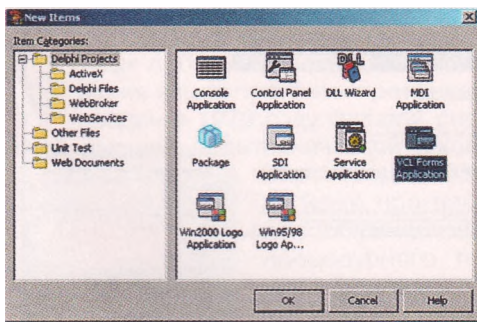 New Items
Item Categories:
Delphi Projects
ActiveX
Delphi Files
WebBroker
WebServices
Other Files
Unit Test
Web Documents
Console
Application
Control Panel
Application
DLL Wizard
MDI
Application
Package
SDI
Application
Service
Application
VCL Forms
Application
Win2000 Logo
Application
Win95/98
Logo Ap...
OK
Cancel
Help